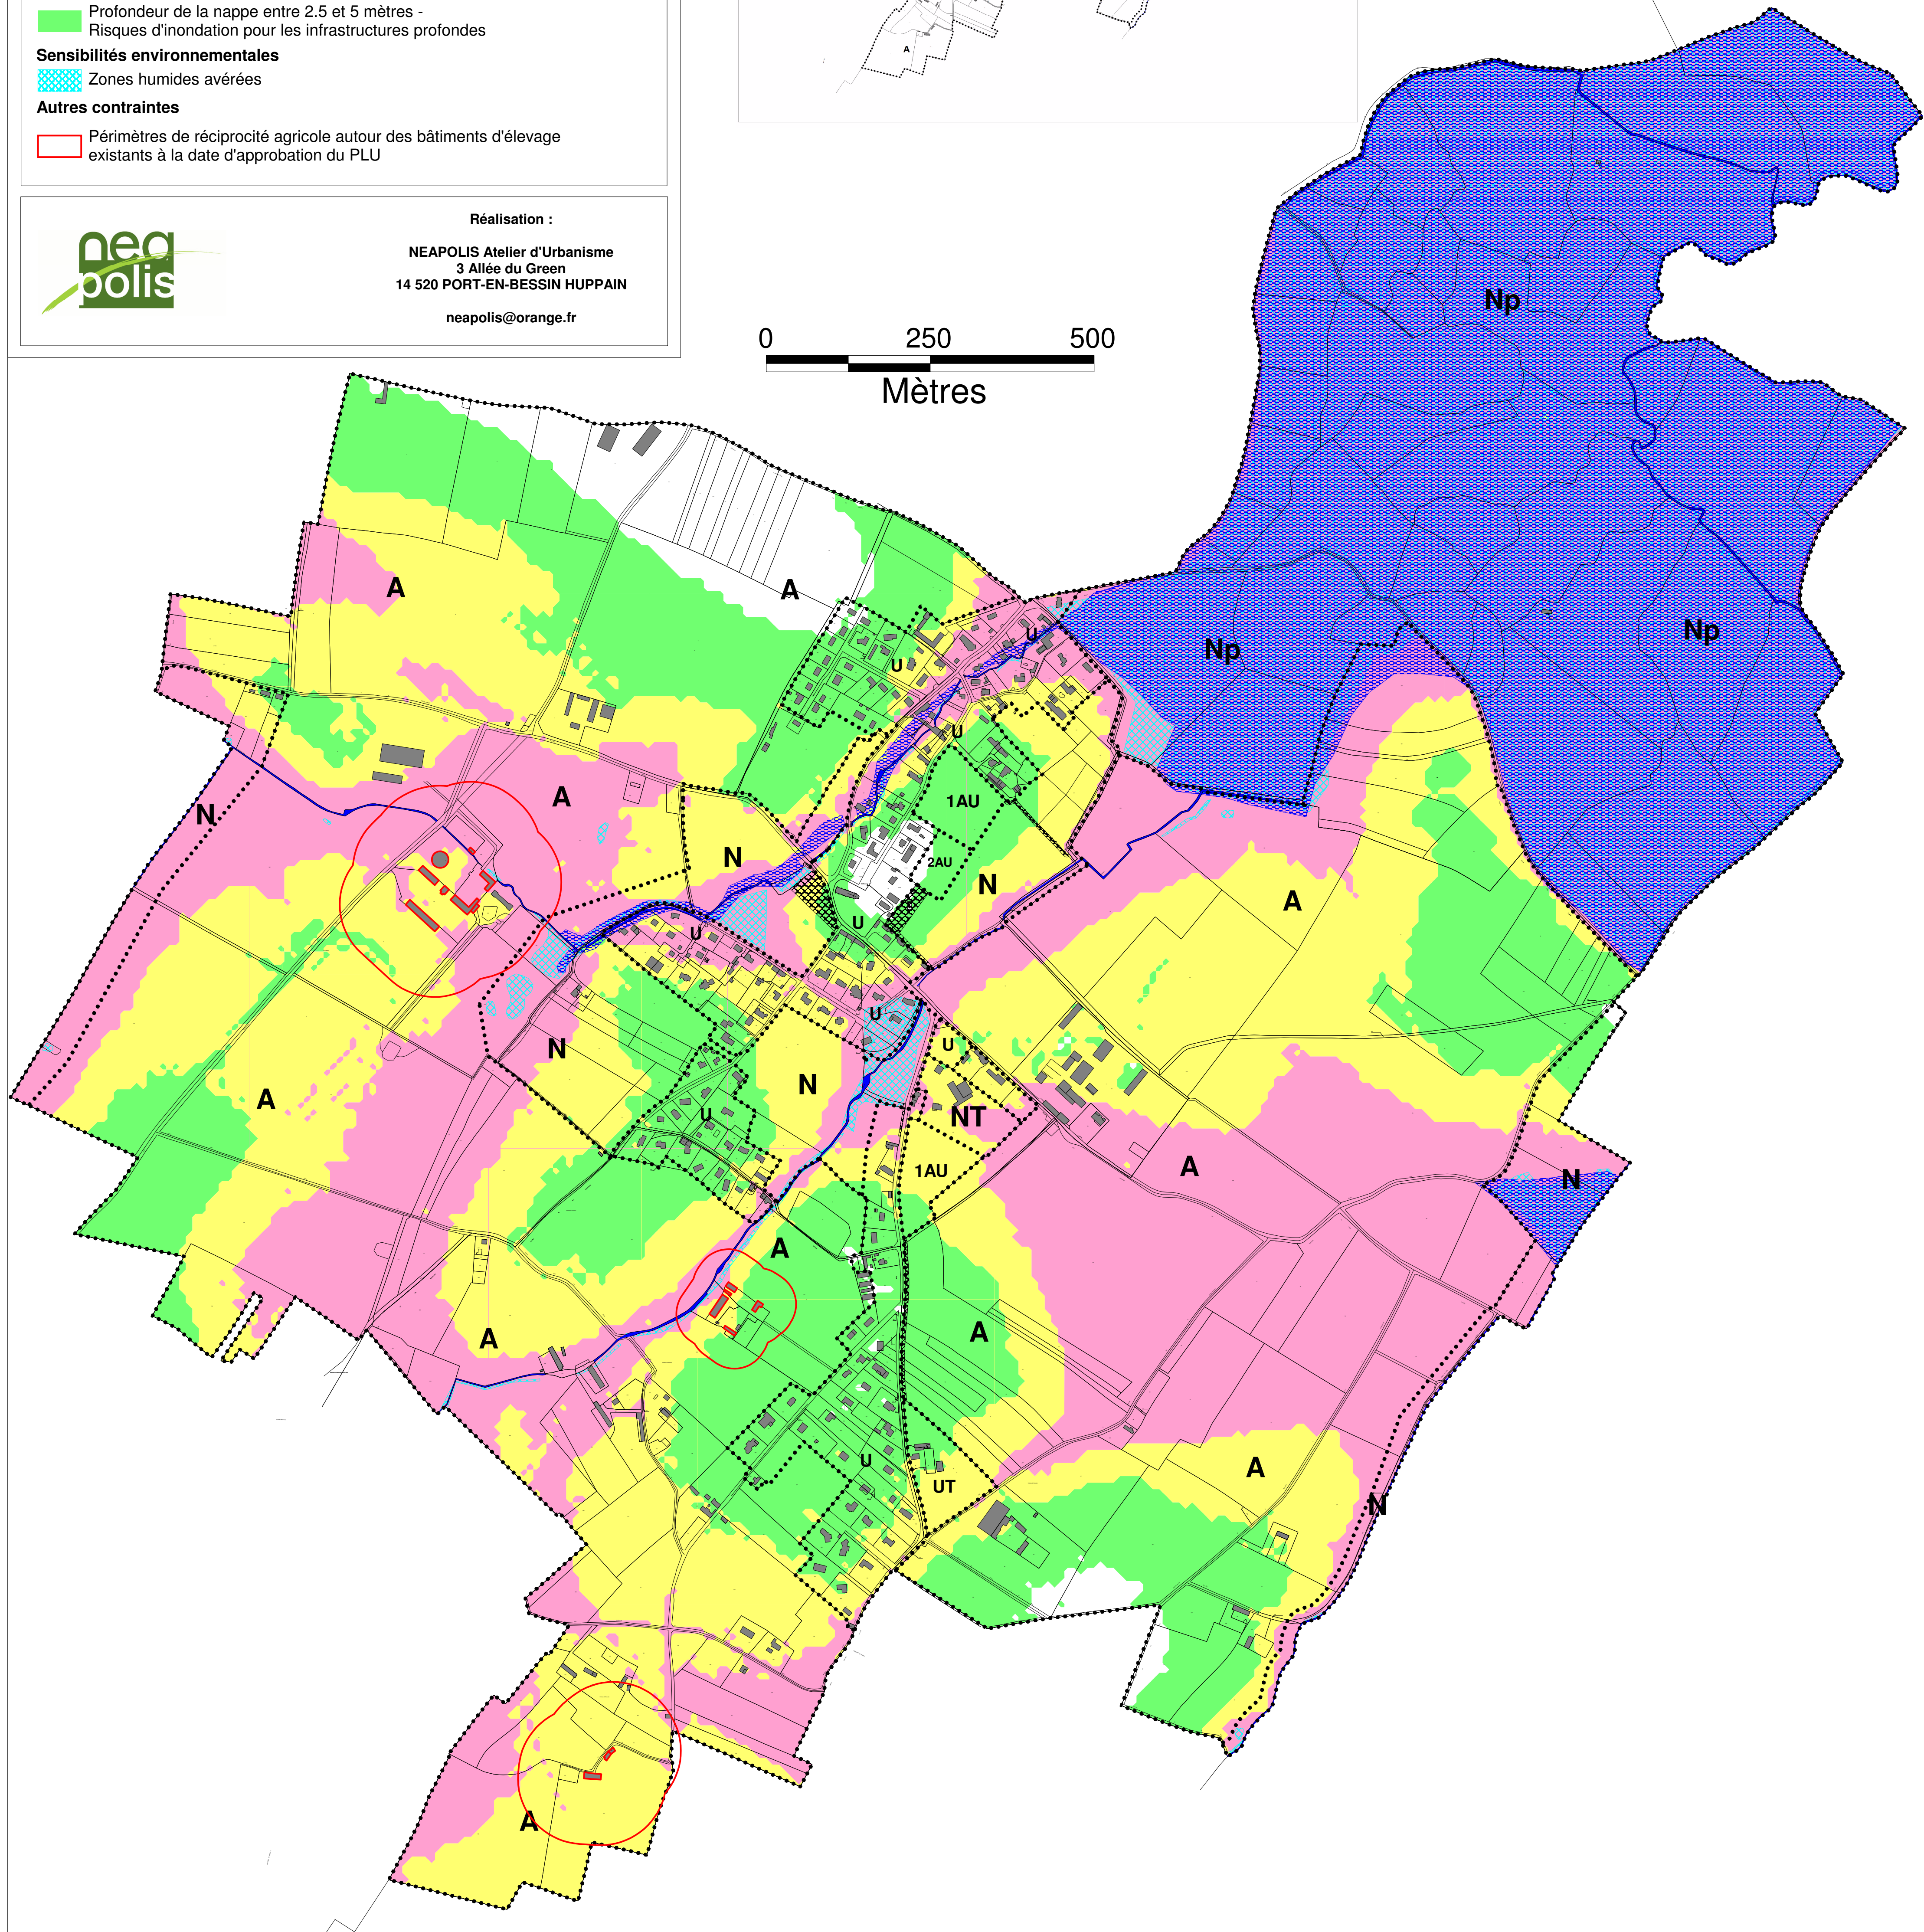 Profondeur de la nappe entre 2.5 et 5 mètres -
Risques d'inondation pour les infrastructures profondes
Sensibilités environnementales
Zones humides avérées
Autres contraintes
Périmètres de réciprocité agricole autour des bâtiments d'élevage
existants à la date d'approbation du PLU
A
nea
polis
Réalisation :
NEAPOLIS Atelier d'Urbanisme
3 Allée du Green
14 520 PORT-EN-BESSIN HUPPAIN
neapolis@orange.fr
0 250 500
Mètres
Np
A
A
U
Np
Np
U
U
A
1AU
N
N
2AU
N
A
U
U
U
N
U
A
N
U
NT
1AU
A
N
A
A
A
U
A
UT
N
A